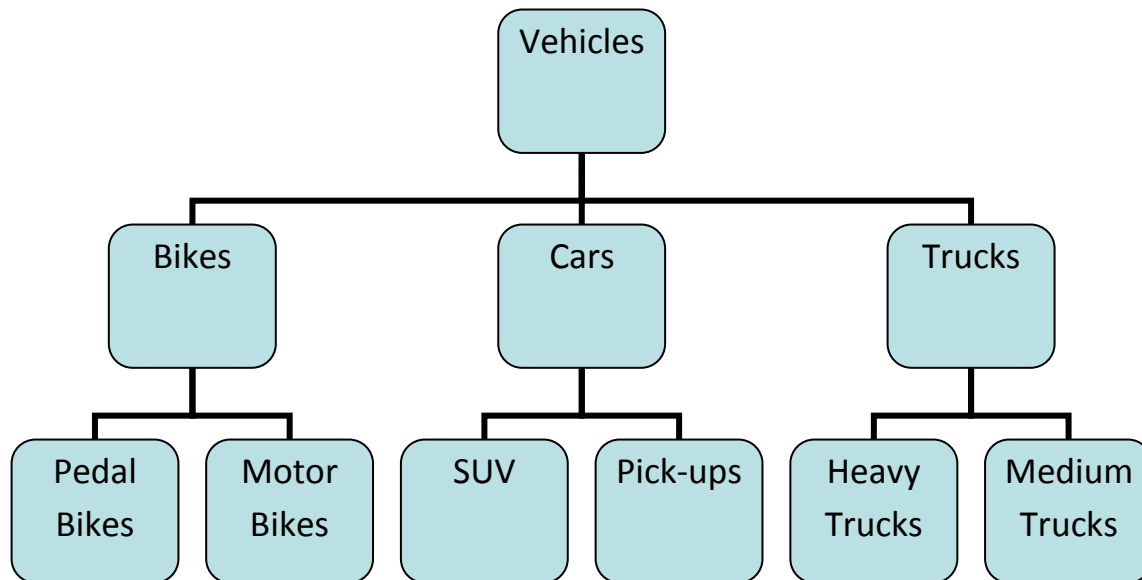 Vehicles
Bikes
Cars
Trucks
Pedal
Bikes
Motor
Bikes
SUV
Pick-ups
Heavy
Trucks
Medium
Trucks